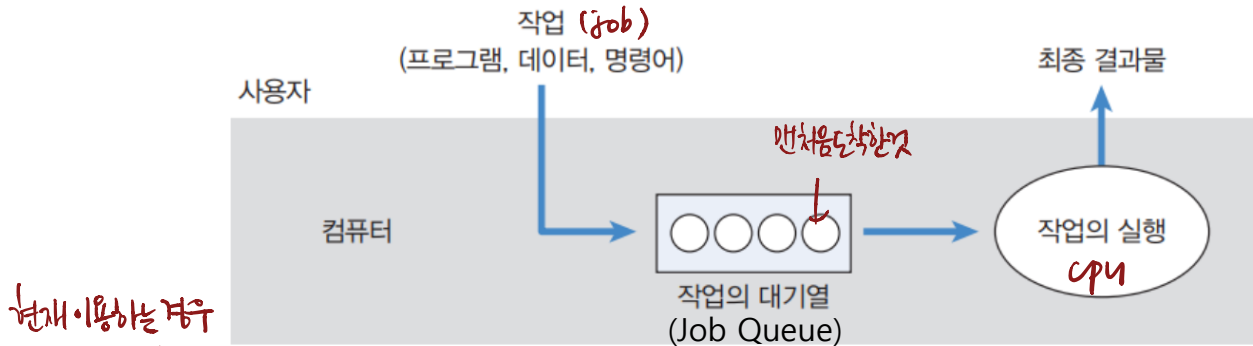 작업 (job)
(프로그램, 데이터, 명령어)
최종 결과물
사용자
맨처음도착한것
컴퓨터
작업의 실행
cpu
작업의 대기열
(Job Queue)
현재 이용하는 경우